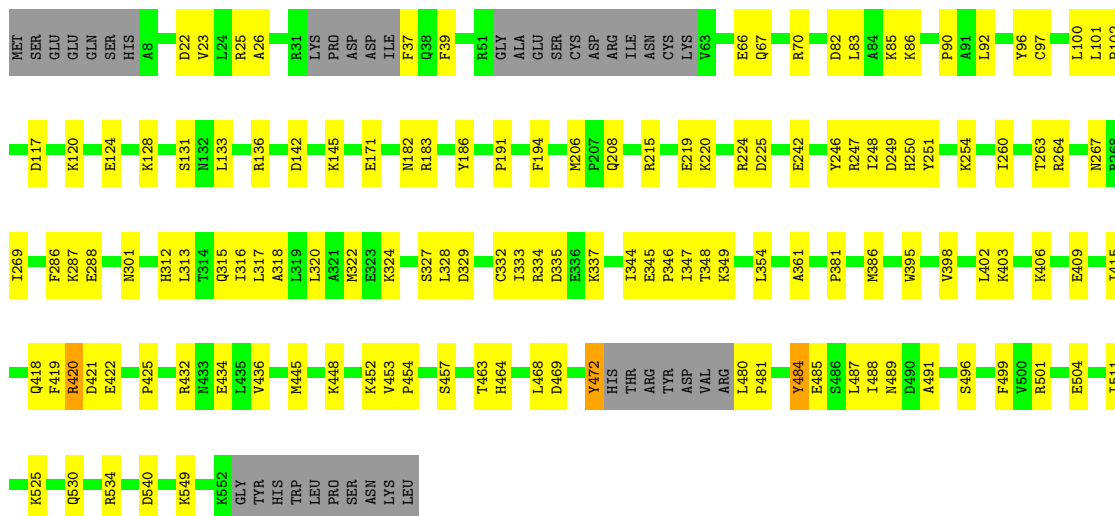 MET SER GLU GLU GLN SER HIS A8 D22 V23 L24 R25 A26 R31 LYS PRO ASP ASP ILE F37 Q38 F39 R51 GLY ALA GLU SER CYS ASP ARG ILE ASN CYS LYS V63 E66 Q67 R70 D82 L83 A84 K85 K86 P90 A91 L92 Y96 C97 L100 L101
D117 K120 E124 K128 S131 N132 L133 R136 D142 K145 E171 N182 R183 Y186 P191 F194 M206 P207 Q208 R215 E219 K220 R224 D225 E242 Y246 R247 I248 D249 H250 Y251 K254 I260 T263 R264 N267
I269 F286 K287 E288 N301 H312 L313 T314 Q315 I316 L317 A318 L319 L320 A321 M322 E323 K324 S327 L328 D329 C332 I333 R334 D335 E336 K337 I344 E345 P346 I347 T348 K349 L354 A361 P381 M386 W395 V398 L402 K403 K406 E409
Q418 F419 R420 D421 E422 P425 R432 N433 E434 L435 V436 M445 K448 K452 V453 P454 S457 T463 H464 L468 D469 Y472 HIS THR ARG TYR ASP VAL ARG L480 P481 Y484 E485 S486 L487 I488 N489 D490 A491 S496 F499 V500 R501 E504
K525 Q530 R534 D540 K549 K552 GLY TYR HIS TRP LEU PRO SER ASN LYS LEU